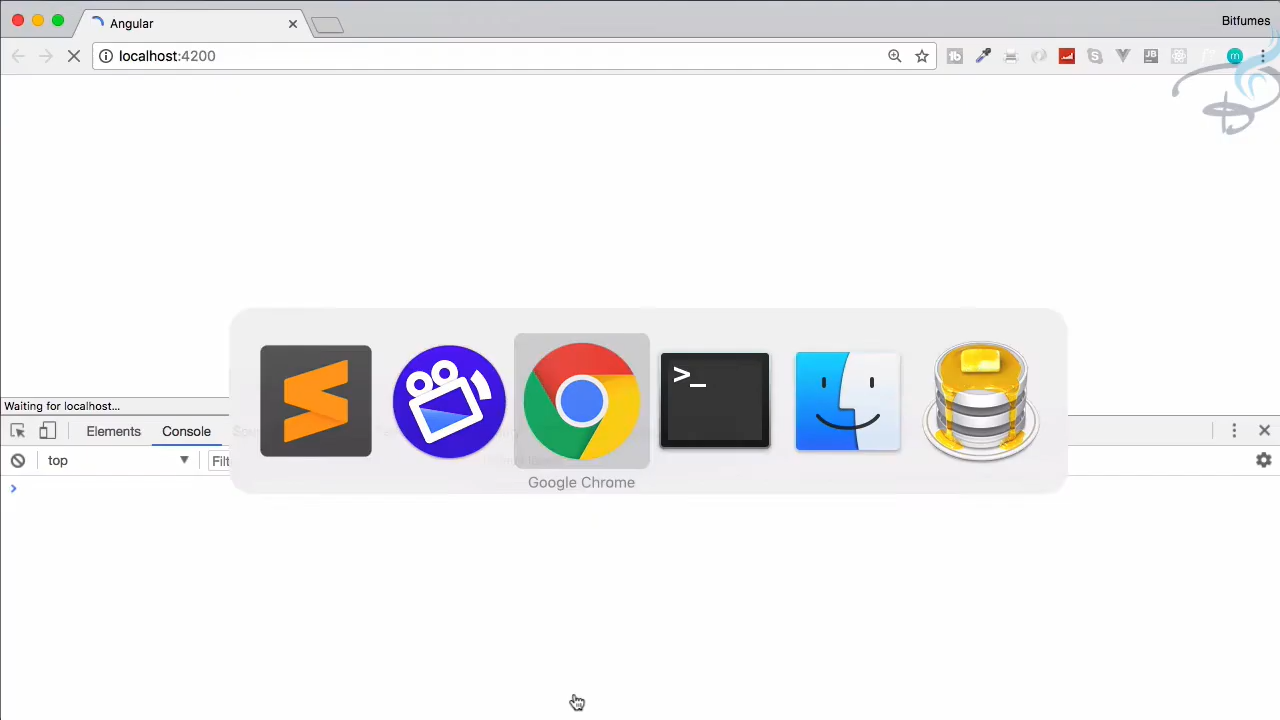 Angular
Bitfumes
localhost:4200
Waiting for localhost...
Elements
Console
top
Filt
>_
Google Chrome